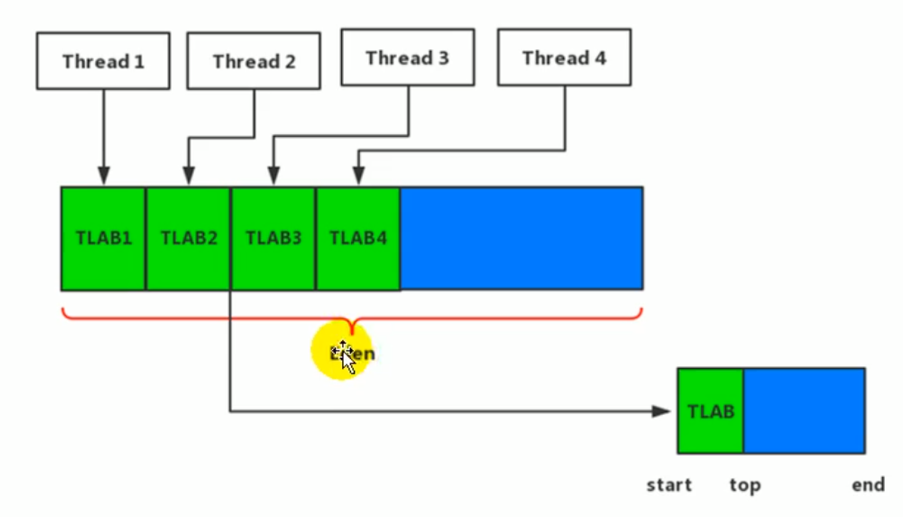 Thread 1
Thread 2
Thread 3
Thread 4
TLAB1
TLAB2
TLAB3
TLAB4
TLAB
start
top
end